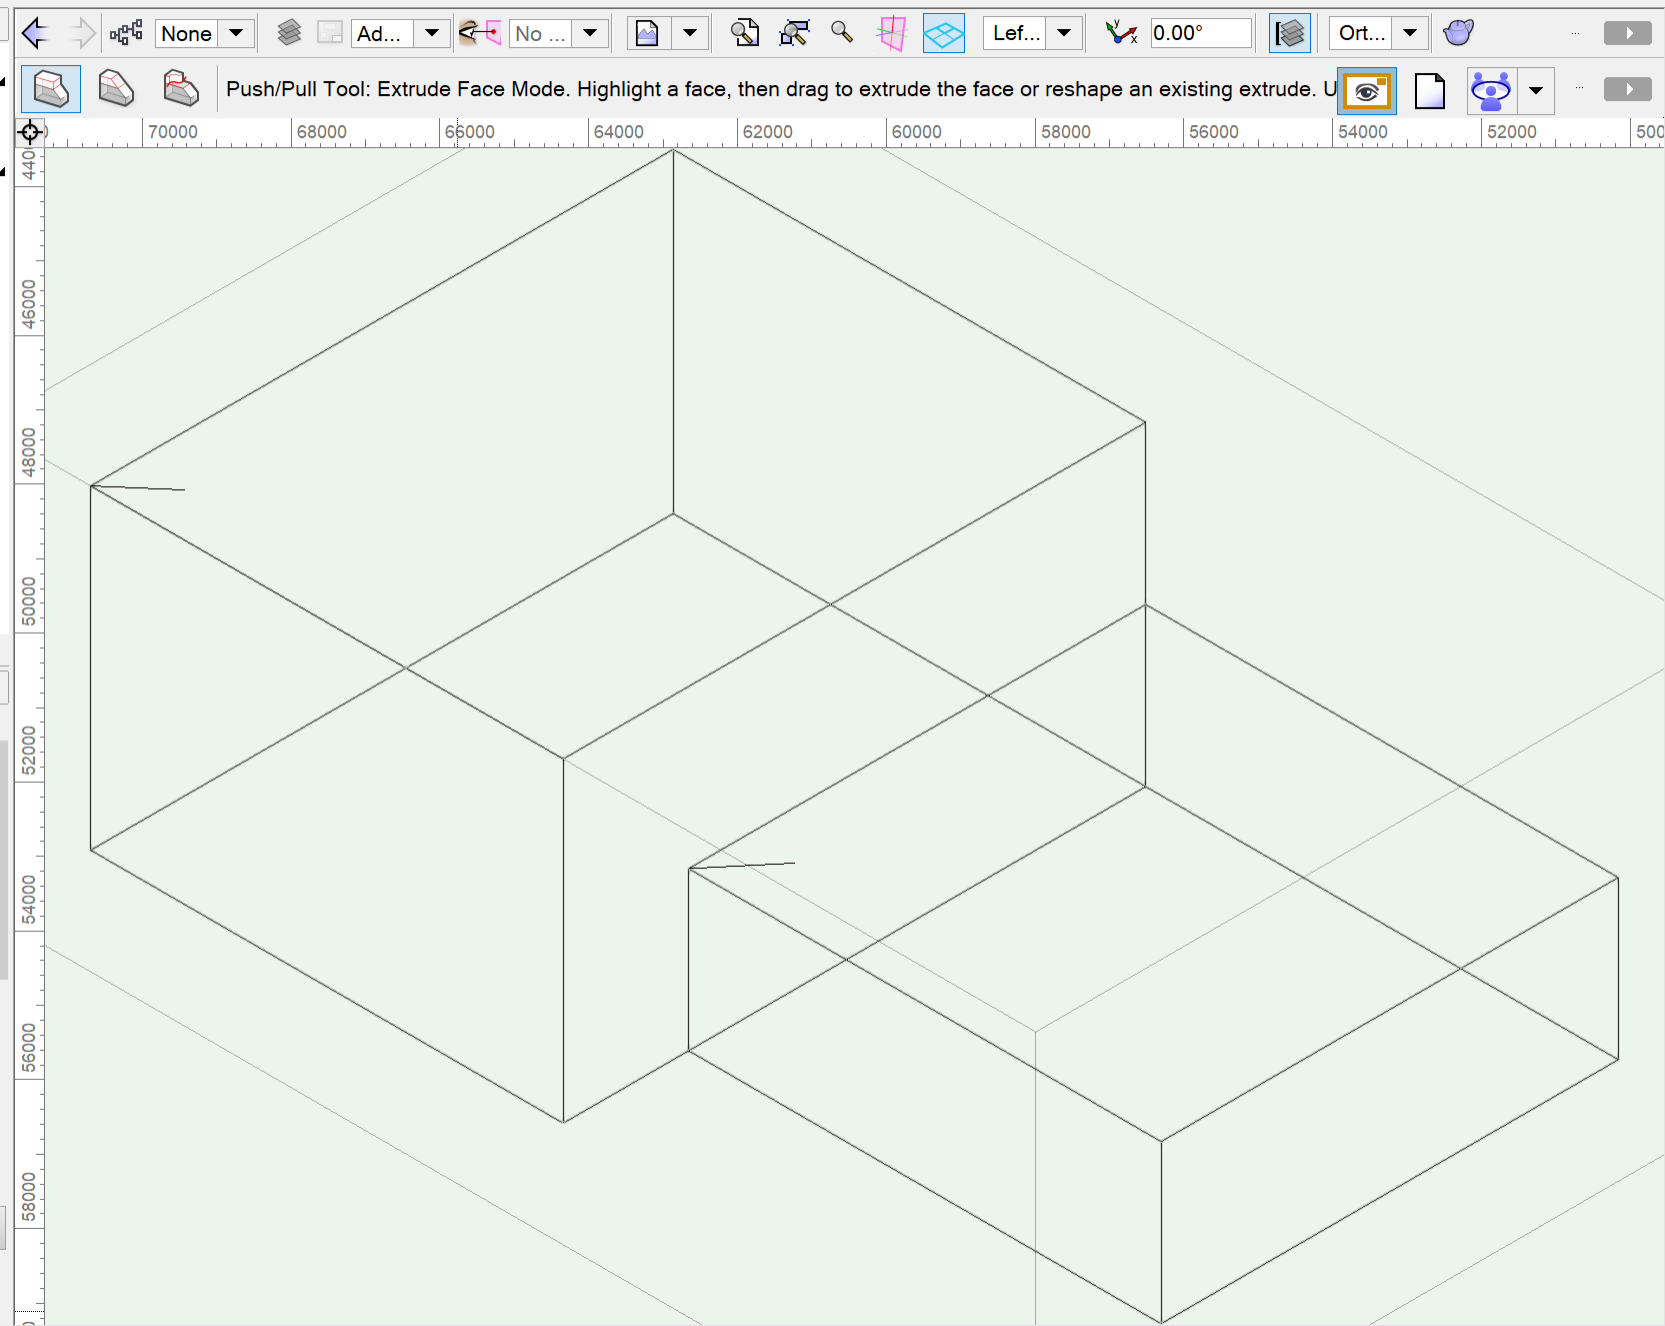 None Ad... No ... Lef... 0.00° Ort...
Push/Pull Tool: Extrude Face Mode. Highlight a face, then drag to extrude the face or reshape an existing extrude. U
70000 68000 66000 64000 62000 60000 58000 56000 54000 52000 500
440
46000
48000
50000
52000
54000
56000
58000